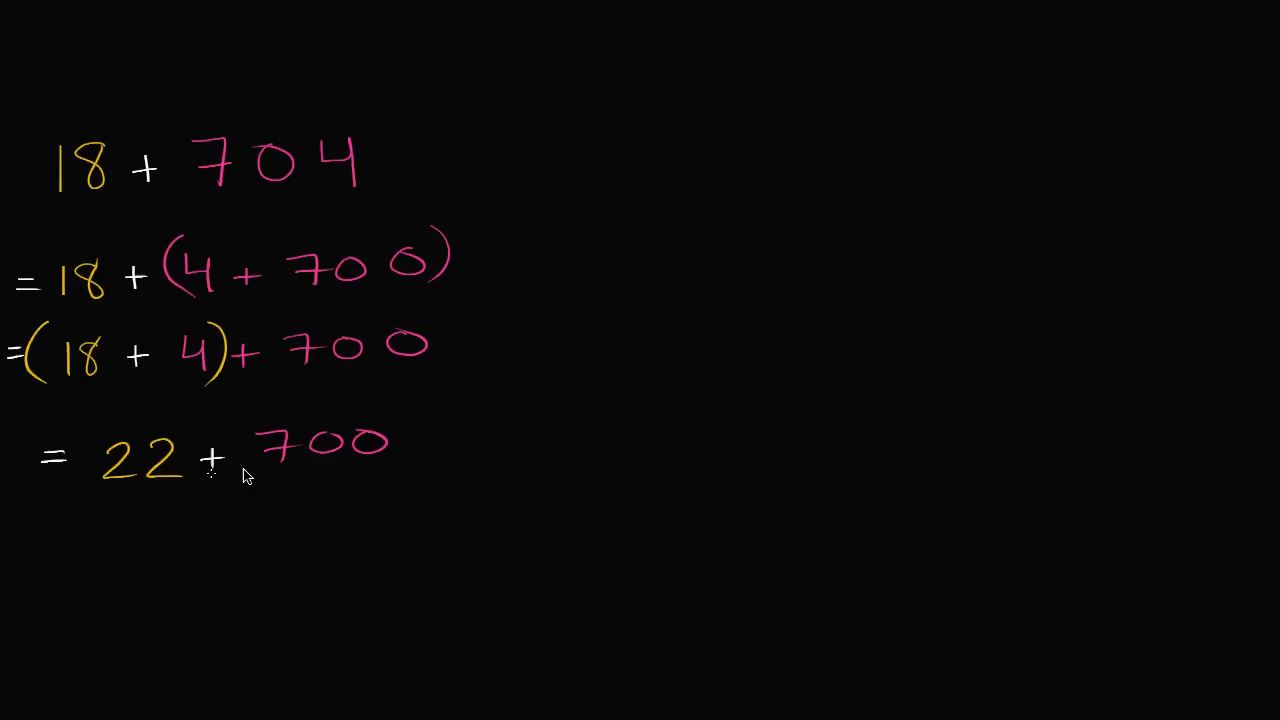 18 + 704
= 18 + (4 + 700)
= (18 + 4) + 700
= 22 + 700